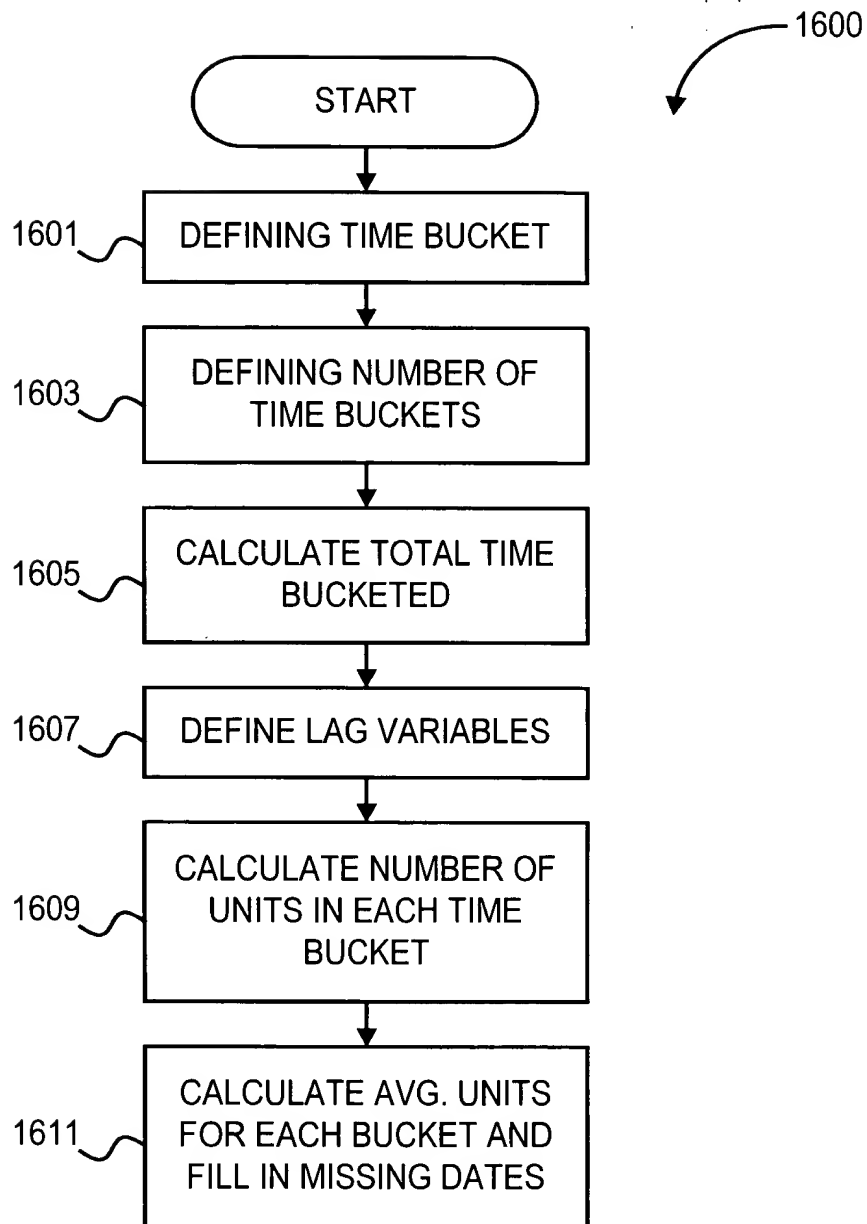 1600
START
1601
DEFINING TIME BUCKET
1603
DEFINING NUMBER OF
TIME BUCKETS
1605
CALCULATE TOTAL TIME
BUCKETED
1607
DEFINE LAG VARIABLES
1609
CALCULATE NUMBER OF
UNITS IN EACH TIME
BUCKET
1611
CALCULATE AVG. UNITS
FOR EACH BUCKET AND
FILL IN MISSING DATES